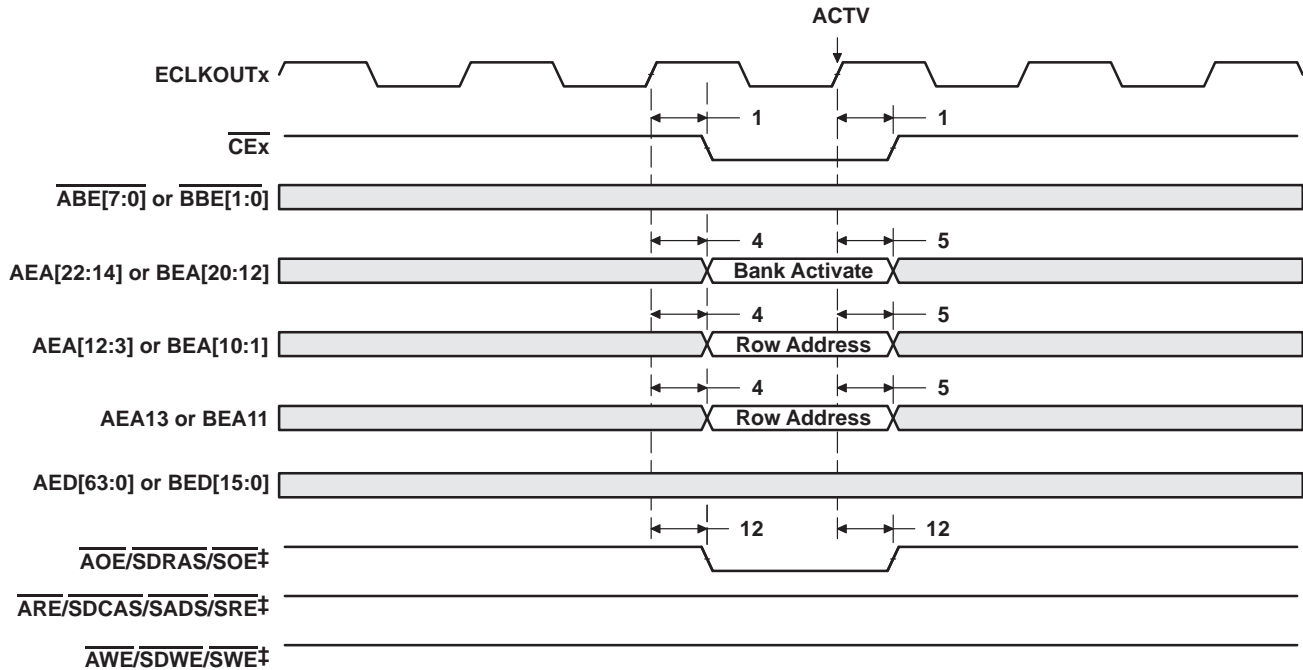 ACTV
ECLKOUTx
1 1
CEx
ABE[7:0] or BBE[1:0]
4 5
AEA[22:14] or BEA[20:12] Bank Activate
4 5
AEA[12:3] or BEA[10:1] Row Address
4 5
AEA13 or BEA11 Row Address
AED[63:0] or BED[15:0]
12 12
AOE/SDRAS/SOE‡
ARE/SDCAS/SADS/SRE‡
AWE/SDWE/SWE‡